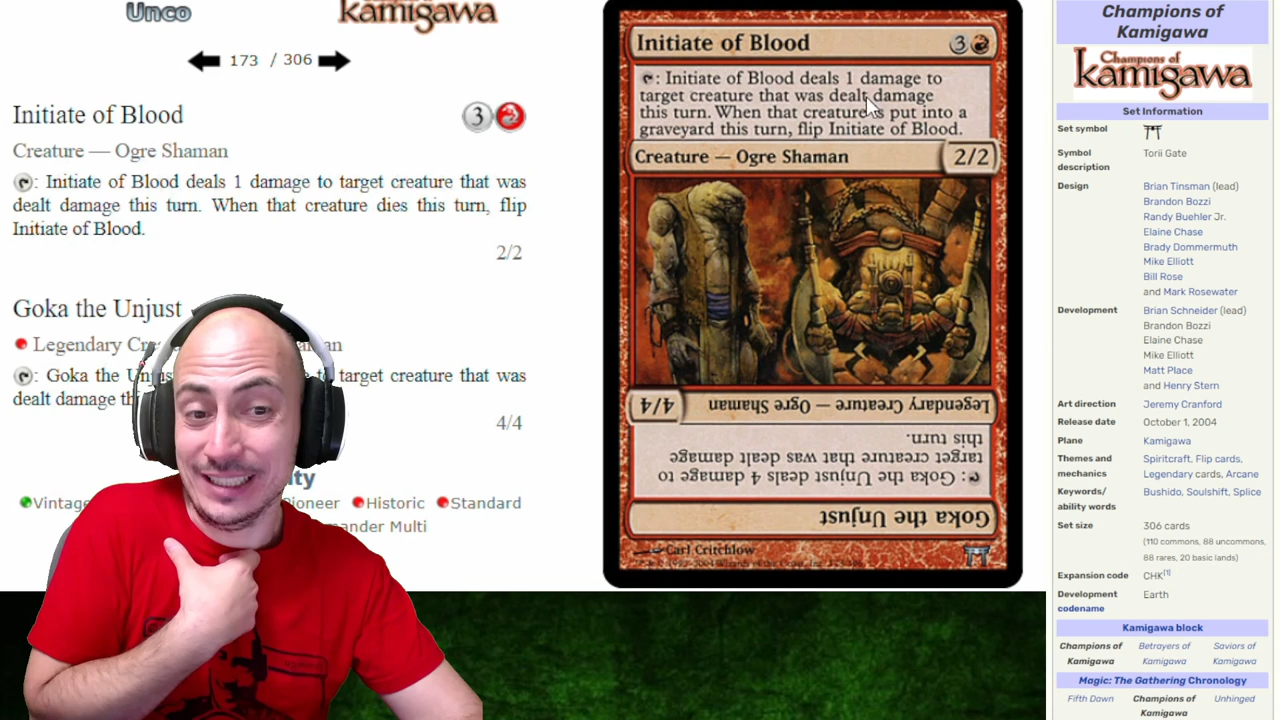 Unco
kamigawa
173 / 306
Initiate of Blood
3
Creature — Ogre Shaman
: Initiate of Blood deals 1 damage to target creature that was
dealt damage this turn. When that creature dies this turn, flip
Initiate of Blood.
2/2
Goka the Unjust
Legendary
: Goka the target creature that was
dealt damage
4/4
Vintage Pioneer Historic Standard
Multi
Initiate of Blood
3
: Initiate of Blood deals 1 damage to
target creature that was dealt damage
this turn. When that creature is put into a
graveyard this turn, flip Initiate of Blood.
Creature — Ogre Shaman 2/2
Goka the Unjust
: Goka the Unjust deals 4 damage to
target creature that was dealt damage
this turn.
Legendary Creature — Ogre Shaman 4/4
Carl Critchlow
Champions of
Kamigawa
Champions of
kamigawa
Set Information
Set symbol
Symbol description Torii Gate
Design Brian Tinsman (lead)
Brandon Bozzi
Randy Buehler Jr.
Elaine Chase
Brady Dommermuth
Mike Elliott
Bill Rose
and Mark Rosewater
Development Brian Schneider (lead)
Brandon Bozzi
Elaine Chase
Mike Elliott
Matt Place
and Henry Stern
Art direction Jeremy Cranford
Release date October 1, 2004
Plane Kamigawa
Themes and mechanics Spiritcraft, Flip cards,
Legendary cards, Arcane
Keywords/ ability words Bushido, Soulshift, Splice
Set size 306 cards
(110 commons, 88 uncommons,
88 rares, 20 basic lands)
Expansion code CHK[1]
Development codename Earth
Kamigawa block
Champions of Kamigawa Betrayers of Kamigawa Saviors of Kamigawa
Magic: The Gathering Chronology
Fifth Dawn Champions of Kamigawa Unhinged